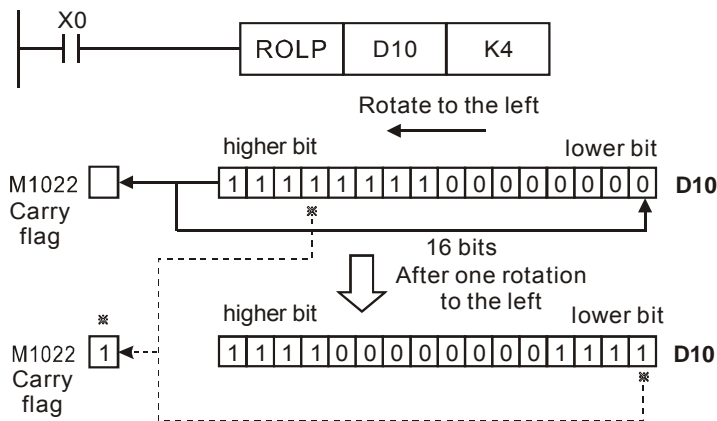 X0
ROLP D10 K4
Rotate to the left
higher bit lower bit
M1022 1 1 1 1 1 1 1 1 0 0 0 0 0 0 0 0 D10
Carry
flag
※
16 bits
After one rotation
to the left
※
higher bit lower bit
M1022 1 1 1 1 1 0 0 0 0 0 0 0 0 1 1 1 1 D10
Carry
flag
※